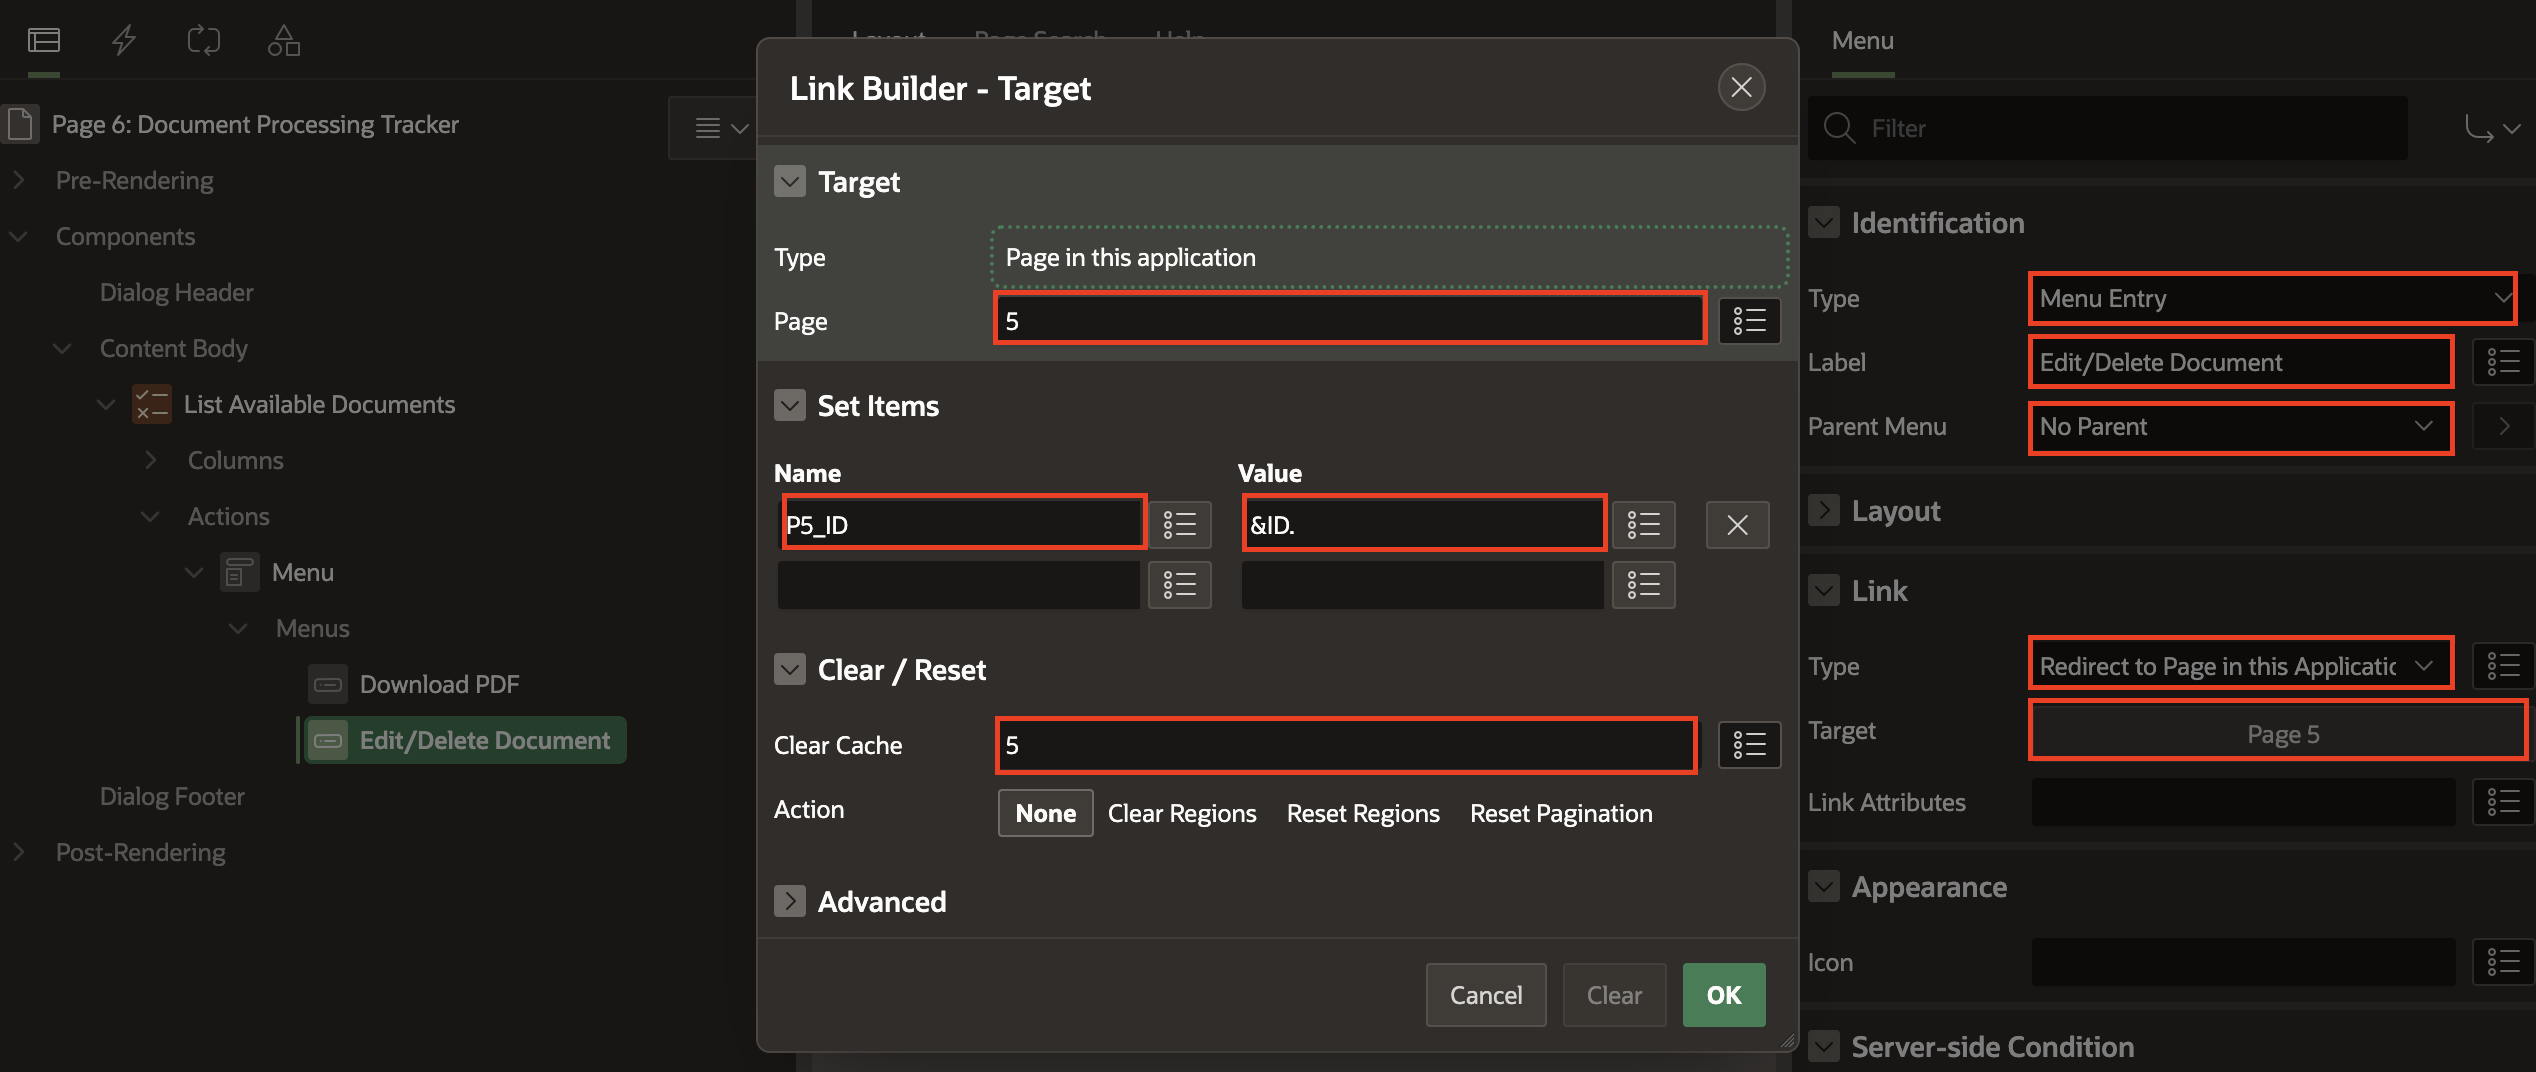 Page 6: Document Processing Tracker
Pre-Rendering
Components
Dialog Header
Content Body
List Available Documents
Columns
Actions
Menu
Menus
Download PDF
Edit/Delete Document
Dialog Footer
Post-Rendering
Layout Page Search Help
Link Builder - Target
Target
Type Page in this application
Page 5
Set Items
Name Value
P5_ID &ID.
Clear / Reset
Clear Cache 5
Action None Clear Regions Reset Regions Reset Pagination
Advanced
Cancel Clear OK
Menu
Filter
Identification
Type Menu Entry
Label Edit/Delete Document
Parent Menu No Parent
Layout
Link
Type Redirect to Page in this Applicatic
Target Page 5
Link Attributes
Appearance
Icon
Server-side Condition